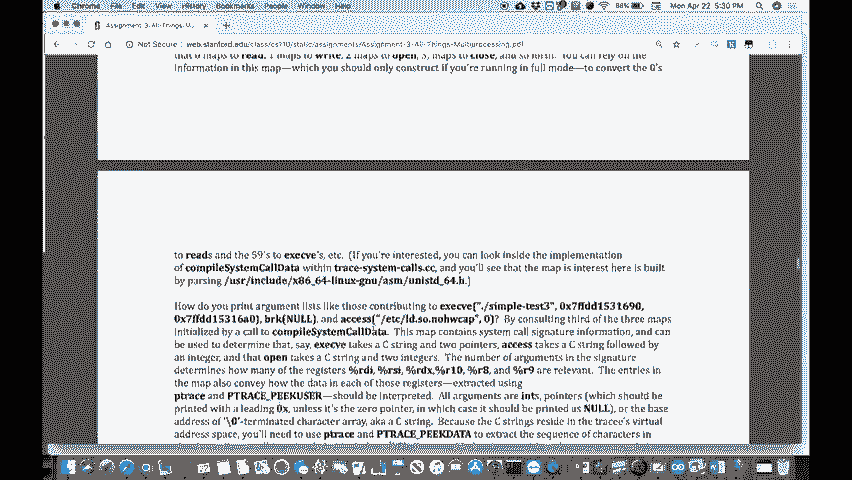 Chrome File Edit View History Bookmarks People Window Help
Mon Apr 22 5:30 PM
Not Secure web.stanford.edu/class/cs110/static/assignments/Assignment-3-All-Things-Multiprocessing.pdf
that 0 maps to read, 1 maps to write, 2 maps to open, 3, maps to close, and so forth. You can rely on the
information in this map—which you should only construct if you're running in full mode—to convert the 0's
to reads and the 59's to execve's, etc. (If you're interested, you can look inside the implementation
of compileSystemCallData within trace-system-calls.cc, and you'll see that the map is interest here is built
by parsing /usr/include/x86_64-linux-gnu/asm/unistd_64.h.)
How do you print argument lists like those contributing to execve("./simple-test3", 0x7ffdd1531690,
0x7ffdd15316a0), brk(NULL), and access("/etc/ld.so.nohwcap", 0)? By consulting third of the three maps
initialized by a call to compileSystemCallData. This map contains system call signature information, and can
be used to determine that, say, execve takes a C string and two pointers, access takes a C string followed by
an integer, and that open takes a C string and two integers. The number of arguments in the signature
determines how many of the registers %rdi, %rsi, %rdx,%r10, %r8, and %r9 are relevant. The entries in
the map also convey how the data in each of those registers—extracted using
ptrace and PTRACE_PEEKUSER—should be interpreted. All arguments are ints, pointers (which should be
printed with a leading 0x, unless it's the zero pointer, in which case it should be printed as NULL), or the base
address of '\0'-terminated character array, aka a C string. Because the C strings reside in the tracee's virtual
address space, you'll need to use ptrace and PTRACE_PEEKDATA to extract the sequence of characters in